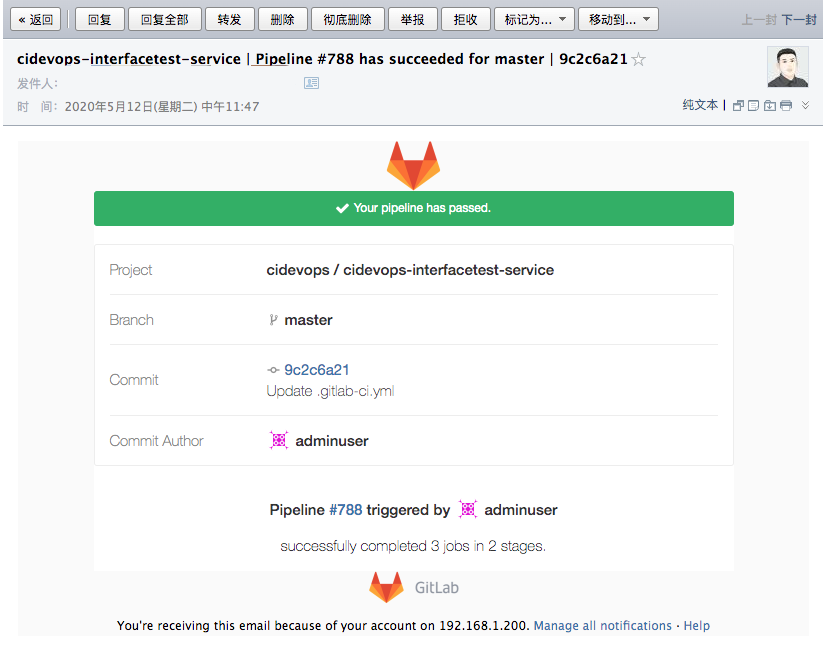 « 返回 回复 回复全部 转发 删除 彻底删除 举报 拒收 标记为... 移动到... 上一封 下一封
cidevops-interfacetest-service | Pipeline #788 has succeeded for master | 9c2c6a21
发件人:
时 间: 2020年5月12日(星期二) 中午11:47
纯文本 |
Your pipeline has passed.
Project cidevops / cidevops-interfacetest-service
Branch master
Commit 9c2c6a21
Update .gitlab-ci.yml
Commit Author adminuser
Pipeline #788 triggered by adminuser
successfully completed 3 jobs in 2 stages.
GitLab
You're receiving this email because of your account on 192.168.1.200. Manage all notifications · Help